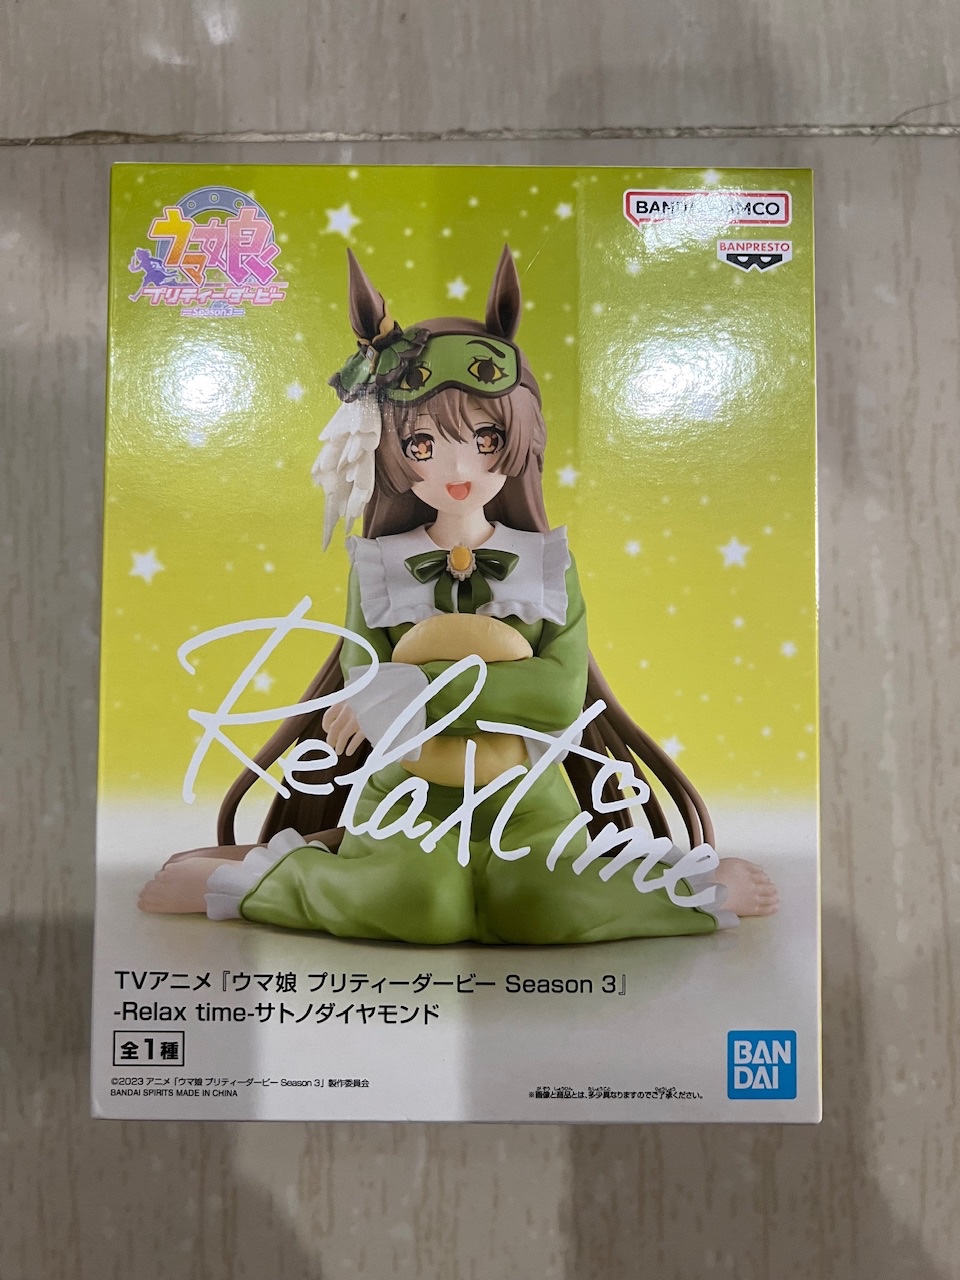 ウマ娘
プリティーダービー
Season3
BANDAI NAMCO
BANPRESTO
Relax time
TVアニメ『ウマ娘 プリティーダービー Season 3』
-Relax time-サトノダイヤモンド
全1種
©2023 アニメ「ウマ娘 プリティーダービー Season 3」製作委員会
BANDAI SPIRITS MADE IN CHINA
※画像と商品とは、多少異なりますのでご了承ください。
BAN
DAI